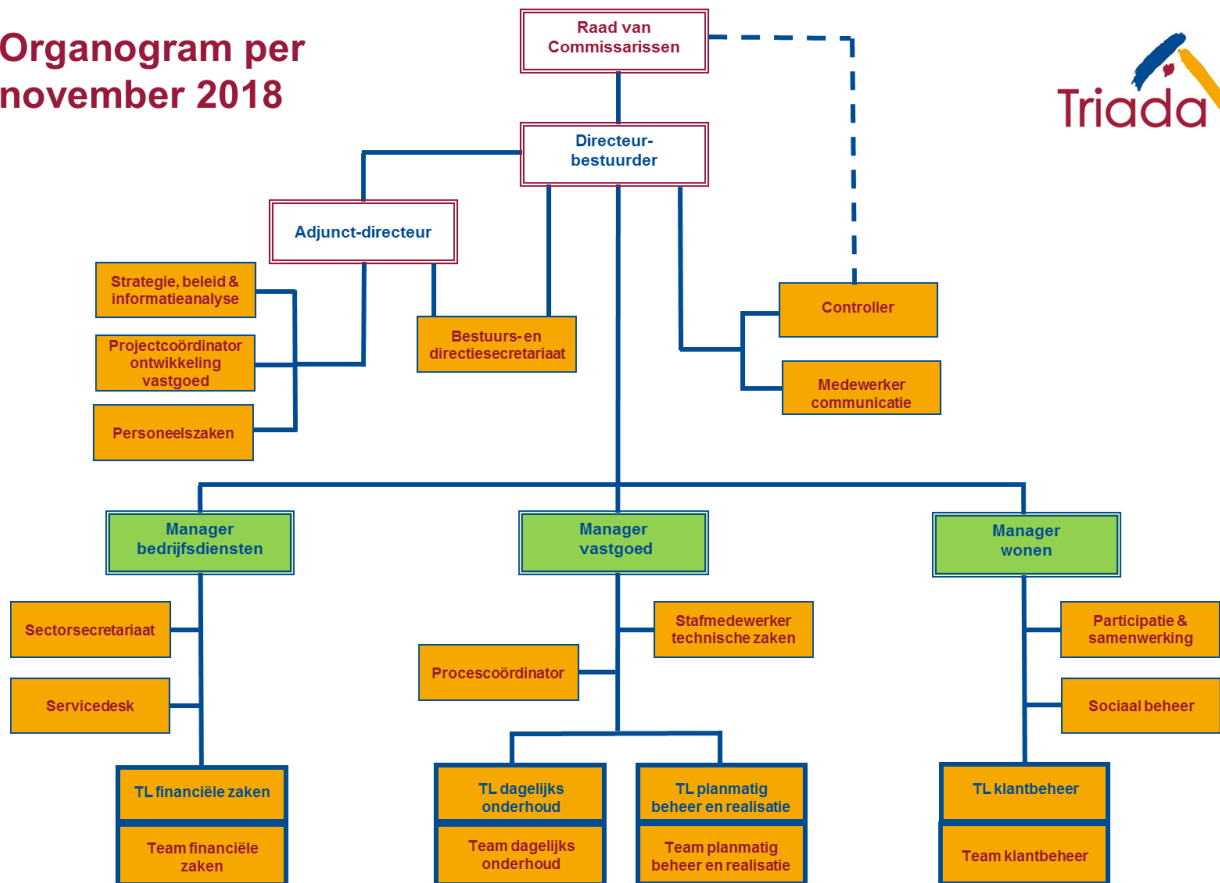 Organogram per
november 2018
Raad van
Commissarissen
Triada
Directeur-
bestuurder
Adjunct-directeur
Strategie, beleid &
informatieanalyse
Projectcoördinator
ontwikkeling
vastgoed
Personeelszaken
Bestuurs- en
directiesecretariaat
Controller
Medewerker
communicatie
Manager
bedrijfsdiensten
Manager
vastgoed
Manager
wonen
Sectorsecretariaat
Servicedesk
Stafmedewerker
technische zaken
Procescoördinator
Participatie &
samenwerking
Sociaal beheer
TL financiële zaken
Team financiële
zaken
TL dagelijks
onderhoud
Team dagelijks
onderhoud
TL planmatig
beheer en realisatie
Team planmatig
beheer en realisatie
TL klantbeheer
Team klantbeheer